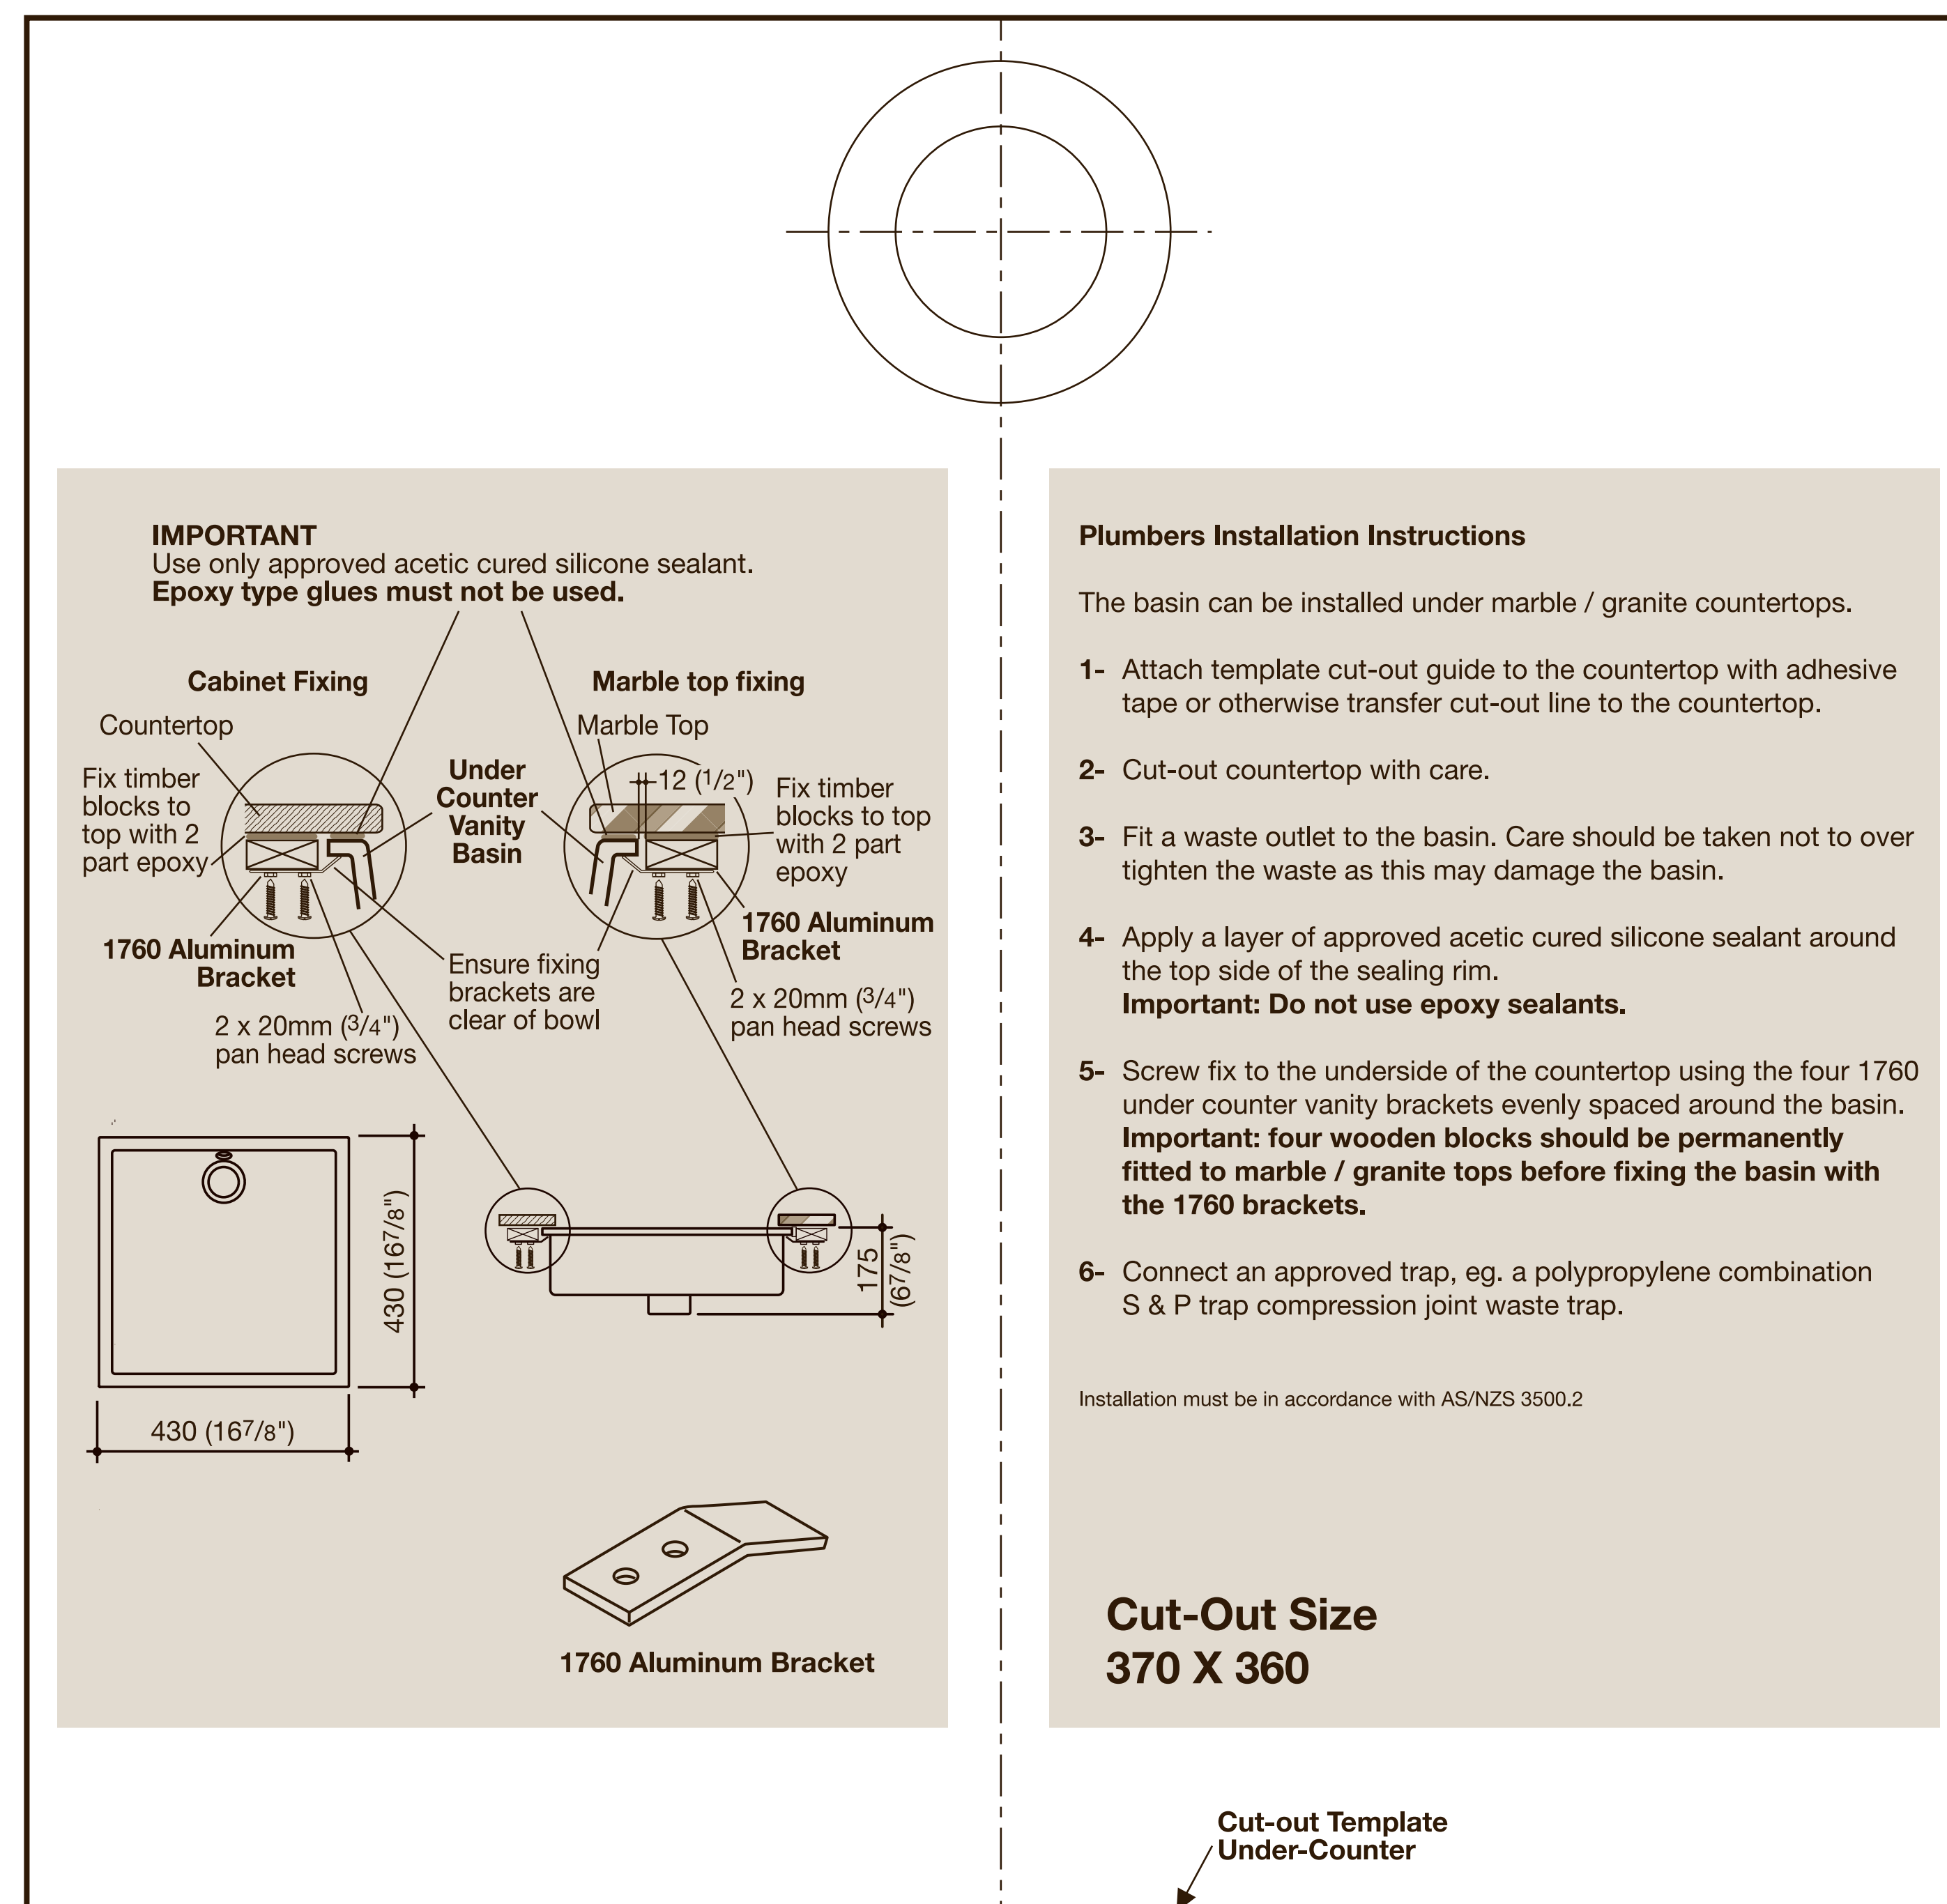 IMPORTANT
Use only approved acetic cured silicone sealant.
Epoxy type glues must not be used.
Cabinet Fixing
Countertop
Fix timber
blocks to
top with 2
part epoxy
Under
Counter
Vanity
Basin
1760 Aluminum
Bracket
2 x 20mm (3/4")
pan head screws
Ensure fixing
brackets are
clear of bowl
Marble top fixing
Marble Top
12 (1/2")
Fix timber
blocks to top
with 2 part
epoxy
1760 Aluminum
Bracket
2 x 20mm (3/4")
pan head screws
430 (167/8")
430 (167/8")
175
(67/8")
1760 Aluminum Bracket
Plumbers Installation Instructions
The basin can be installed under marble / granite countertops.
1- Attach template cut-out guide to the countertop with adhesive
tape or otherwise transfer cut-out line to the countertop.
2- Cut-out countertop with care.
3- Fit a waste outlet to the basin. Care should be taken not to over
tighten the waste as this may damage the basin.
4- Apply a layer of approved acetic cured silicone sealant around
the top side of the sealing rim.
Important: Do not use epoxy sealants.
5- Screw fix to the underside of the countertop using the four 1760
under counter vanity brackets evenly spaced around the basin.
Important: four wooden blocks should be permanently
fitted to marble / granite tops before fixing the basin with
the 1760 brackets.
6- Connect an approved trap, eg. a polypropylene combination
S & P trap compression joint waste trap.
Installation must be in accordance with AS/NZS 3500.2
Cut-Out Size
370 X 360
Cut-out Template
Under-Counter